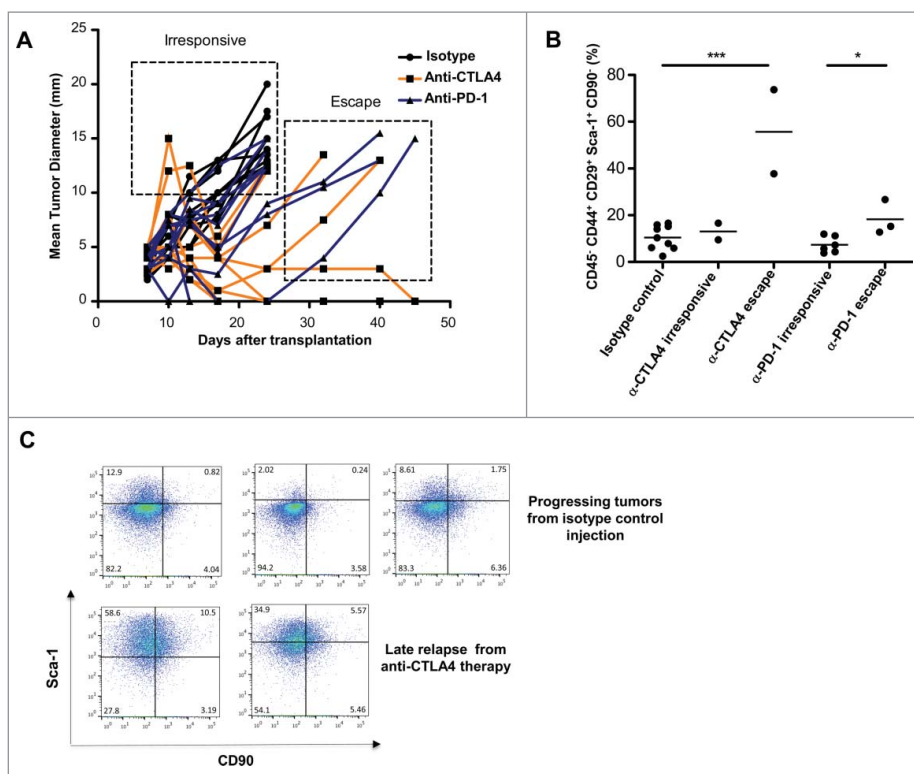 A
Irresponsive
Isotype
Anti-CTLA4
Anti-PD-1
Escape
Mean Tumor Diameter (mm)
25
20
15
10
5
0
0 10 20 30 40 50
Days after transplantation
B
CD45⁻ CD44⁺ CD29⁺ Sca-1⁺ CD90⁻ (%)
80
60
40
20
0
*** *
Isotype control
α-CTLA4 irresponsive
α-CTLA4 escape
α-PD-1 irresponsive
α-PD-1 escape
C
12.9 0.82
82.2 4.04
2.02 0.24
94.2 3.58
8.61 1.75
83.3 6.36
Progressing tumors
from isotype control
injection
58.6 10.5
27.8 3.19
34.9 5.57
54.1 5.46
Late relapse from
anti-CTLA4 therapy
Sca-1
CD90